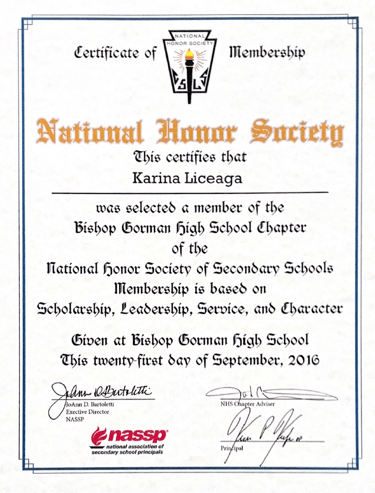 NATIONAL
HONOR SOCIETY
Certificate of Membership
National Honor Society
This certifies that
Karina Liceaga
was selected a member of the
Bishop Gorman High School Chapter
of the
National Honor Society of Secondary Schools
Membership is based on
Scholarship, Leadership, Service, and Character
Given at Bishop Gorman High School
This twenty-first day of September, 2016
JoAnn D. Bartoletti
JoAnn D. Bartoletti
Executive Director
NASSP
NHS Chapter Adviser
nassp
national association of
secondary school principals
Principal